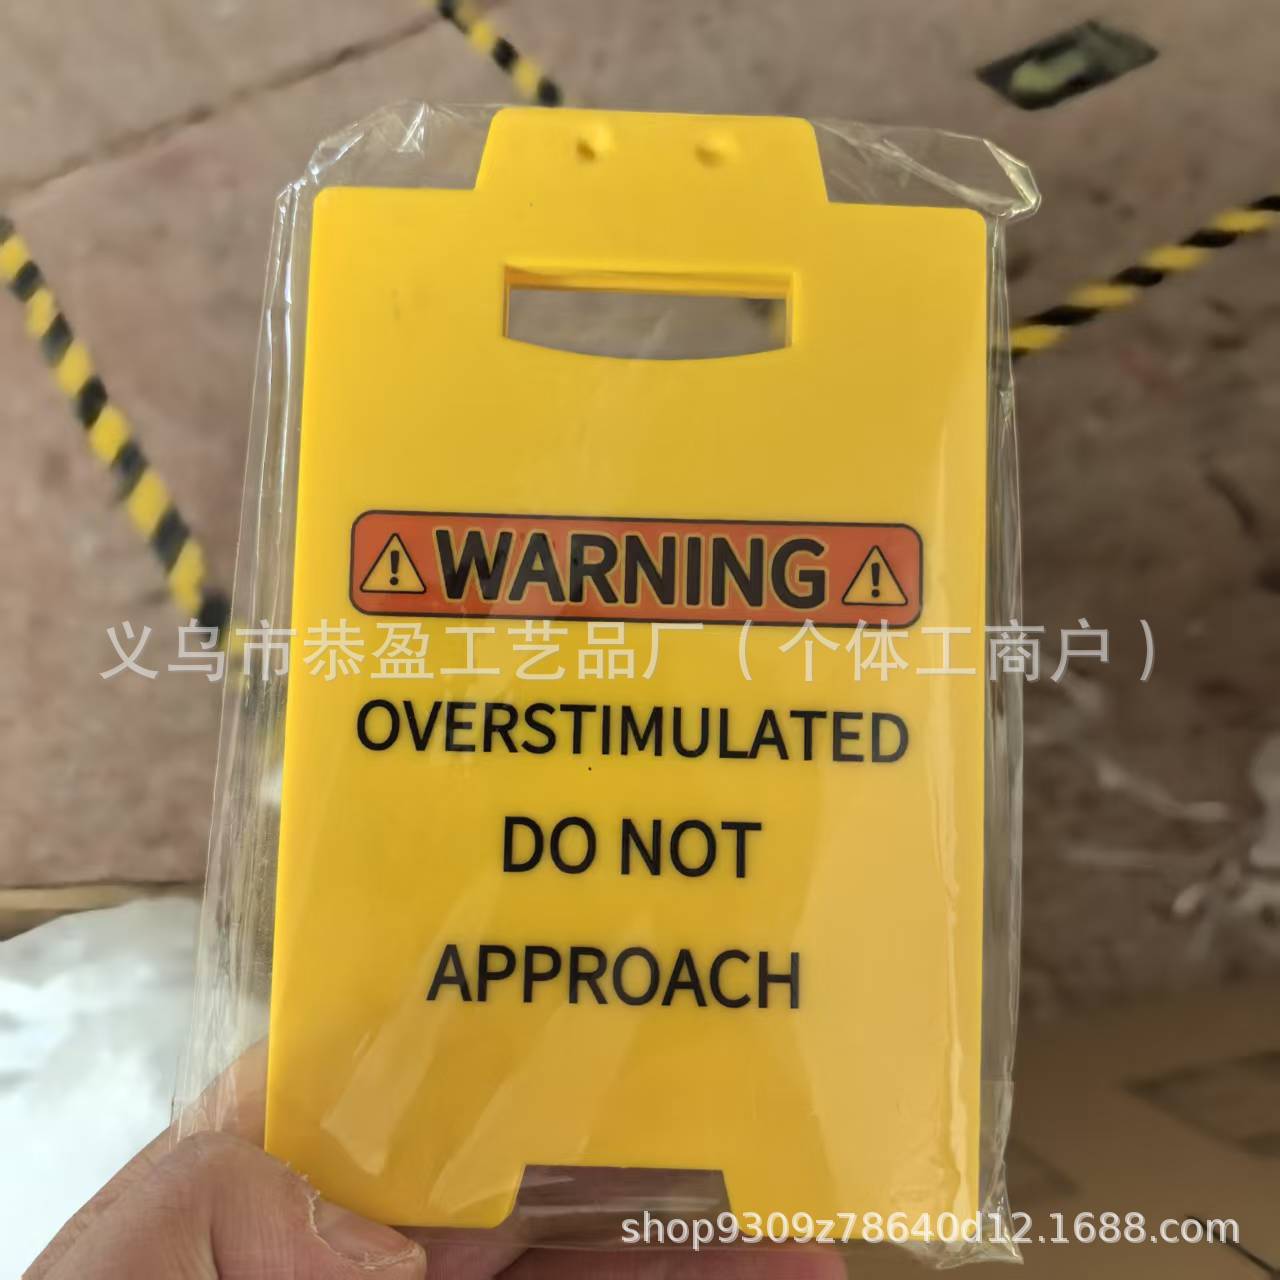 WARNING
义乌市恭盈工艺品厂（个体工商户）
OVERSTIMULATED
DO NOT
APPROACH
shop9309z78640d12.1688.com